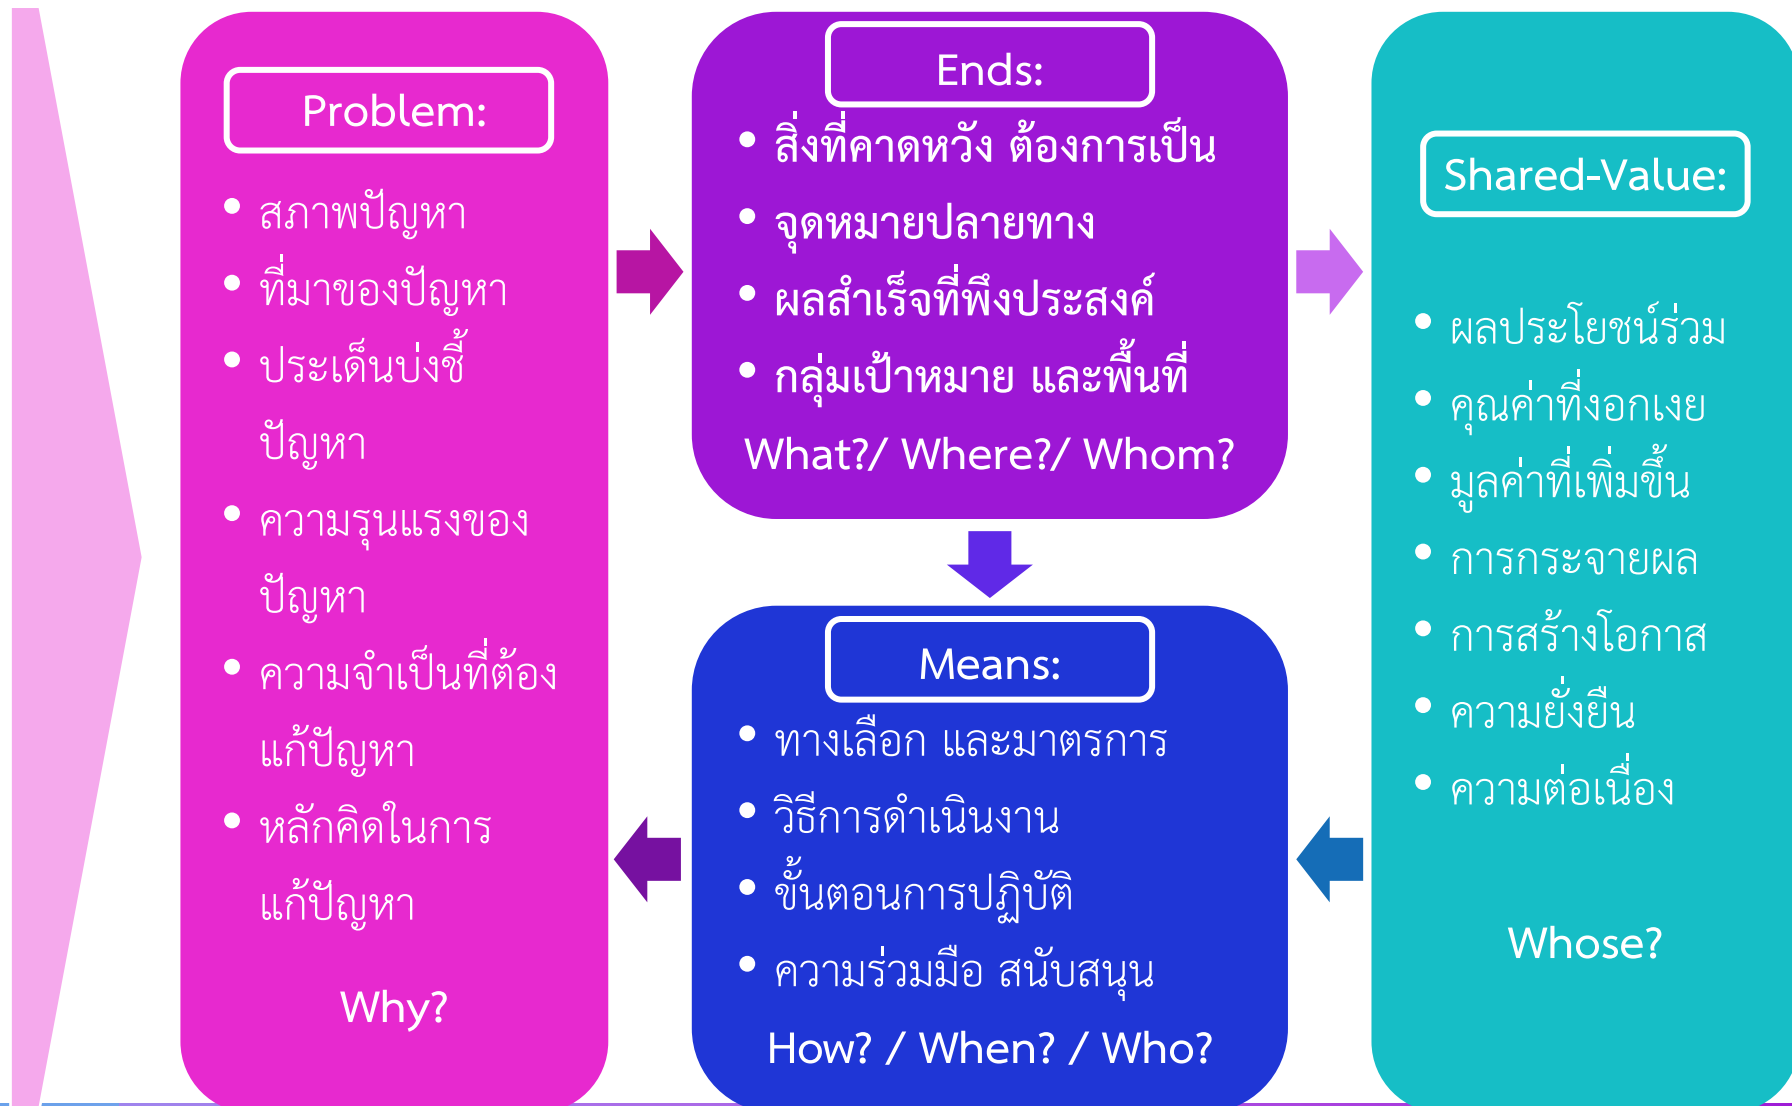 Problem:
• สภาพปัญหา
• ที่มาของปัญหา
• ประเด็นบ่งชี้
ปัญหา
• ความรุนแรงของ
ปัญหา
• ความจำเป็นที่ต้อง
แก้ปัญหา
• หลักคิดในการ
แก้ปัญหา
Why?
Ends:
• สิ่งที่คาดหวัง ต้องการเป็น
• จุดหมายปลายทาง
• ผลสำเร็จที่พึงประสงค์
• กลุ่มเป้าหมาย และพื้นที่
What?/ Where?/ Whom?
Means:
• ทางเลือก และมาตรการ
• วิธีการดำเนินงาน
• ขั้นตอนการปฏิบัติ
• ความร่วมมือ สนับสนุน
How? / When? / Who?
Shared-Value:
• ผลประโยชน์ร่วม
• คุณค่าที่งอกเงย
• มูลค่าที่เพิ่มขึ้น
• การกระจายผล
• การสร้างโอกาส
• ความยั่งยืน
• ความต่อเนื่อง
Whose?